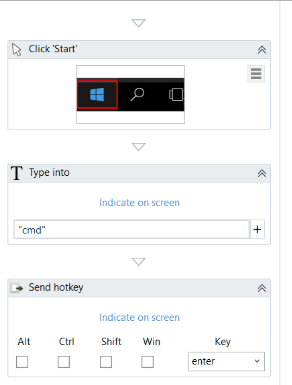 Click 'Start'
Type into
Indicate on screen
"cmd"
Send hotkey
Indicate on screen
Alt Ctrl Shift Win Key
enter